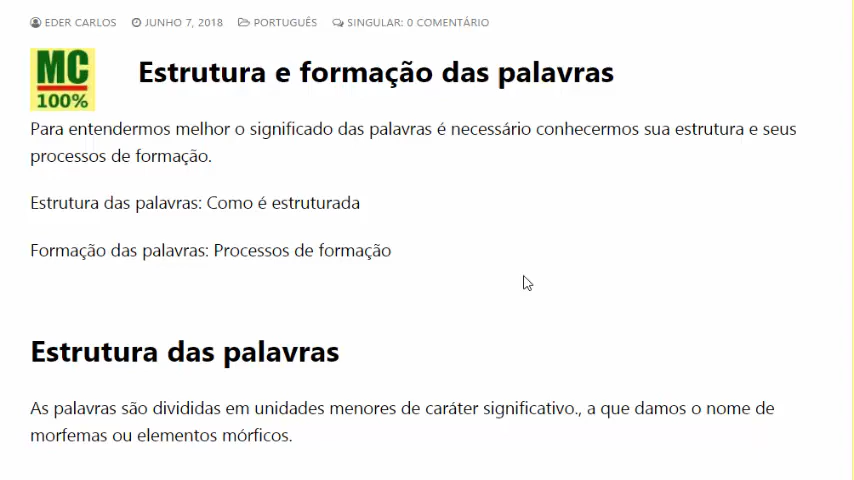 EDER CARLOS JUNHO 7, 2018 PORTUGUÊS SINGULAR: 0 COMENTÁRIO
MC
100%
Estrutura e formação das palavras
Para entendermos melhor o significado das palavras é necessário conhecermos sua estrutura e seus
processos de formação.
Estrutura das palavras: Como é estruturada
Formação das palavras: Processos de formação
Estrutura das palavras
As palavras são divididas em unidades menores de caráter significativo., a que damos o nome de
morfemas ou elementos mórficos.